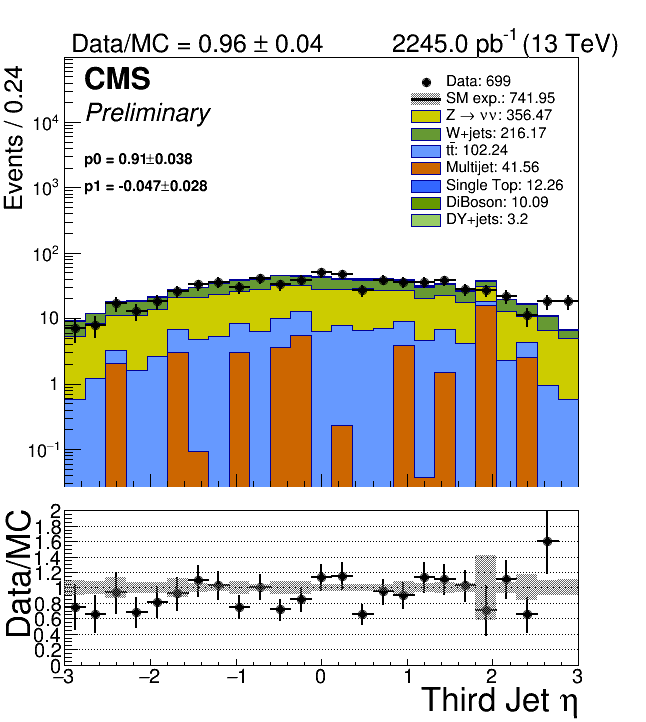 Data/MC = 0.96 ± 0.04 2245.0 pb⁻¹ (13 TeV)
Events / 0.24
CMS
Preliminary
p0 = 0.91±0.038
p1 = -0.047±0.028
Data: 699
SM exp.: 741.95
Z → νν: 356.47
W+jets: 216.17
tt̄: 102.24
Multijet: 41.56
Single Top: 12.26
DiBoson: 10.09
DY+jets: 3.2
10⁴
10³
10²
10
1
10⁻¹
Data/MC
2
1.8
1.6
1.4
1.2
1
0.8
0.6
0.4
0.2
0
−3 −2 −1 0 1 2 3
Third Jet η